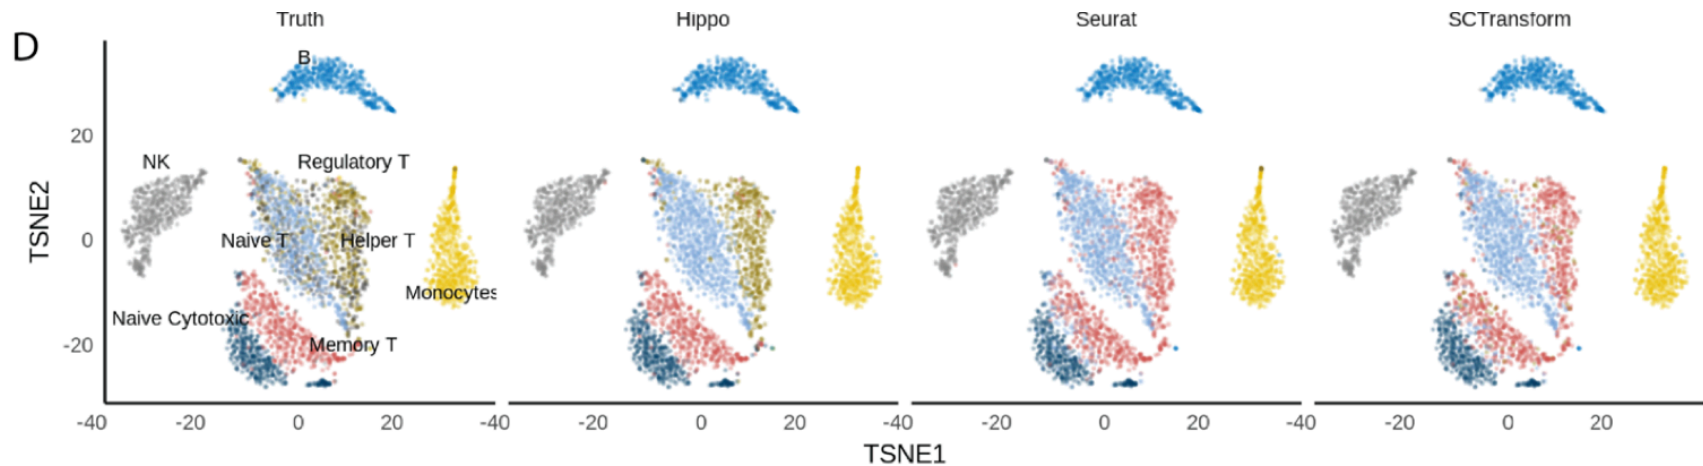 D
Truth
Hippo
Seurat
SCTransform
B
20
NK
Regulatory T
TSNE2
0
Naive T
Helper T
Monocytes
Naive Cytotoxic
-20
Memory T
-40 -20 0 20 -40 -20 0 20 -40 -20 0 20 -40 -20 0 20
TSNE1